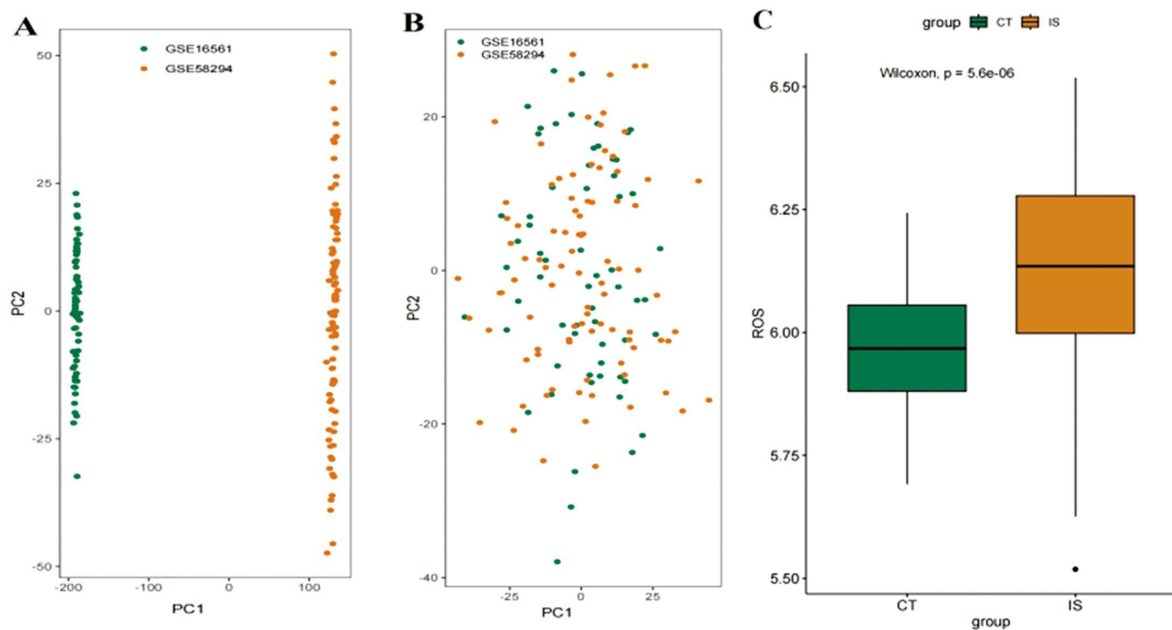 A
GSE16561
GSE58294
50
25
0
-25
-50
PC2
-200
-100
0
100
PC1
B
GSE16561
GSE58294
20
0
-20
-40
PC2
-25
0
25
PC1
C
group CT IS
Wilcoxon, p = 5.6e-06
6.50
6.25
6.00
5.75
5.50
ROS
CT
IS
group